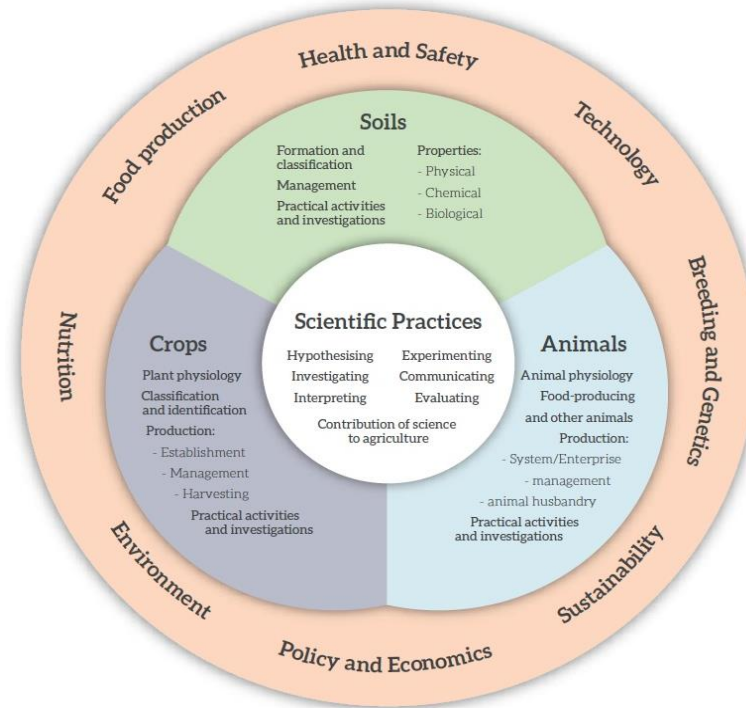 Health and Safety
Technology
Breeding and Genetics
Sustainability
Policy and Economics
Environment
Nutrition
Food production
Soils
Formation and
classification
Management
Practical activities
and investigations
Properties:
- Physical
- Chemical
- Biological
Scientific Practices
Hypothesising
Experimenting
Investigating
Communicating
Interpreting
Evaluating
Contribution of science
to agriculture
Crops
Plant physiology
Classification
and identification
Production:
- Establishment
- Management
- Harvesting
Practical activities
and investigations
Animals
Animal physiology
Food-producing
and other animals
Production:
- System/Enterprise
- management
- animal husbandry
Practical activities
and investigations